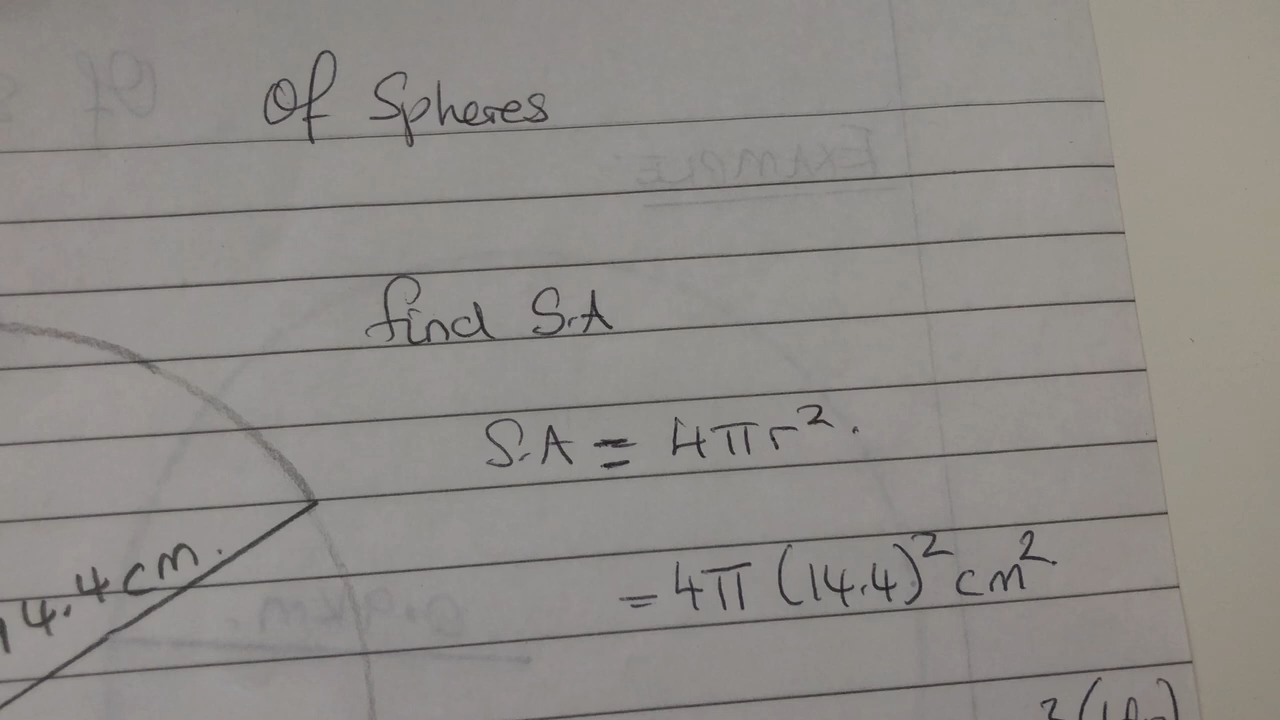 Of Spheres
find S.A
S.A = 4πr².
14.4cm.
= 4π (14.4)² cm²